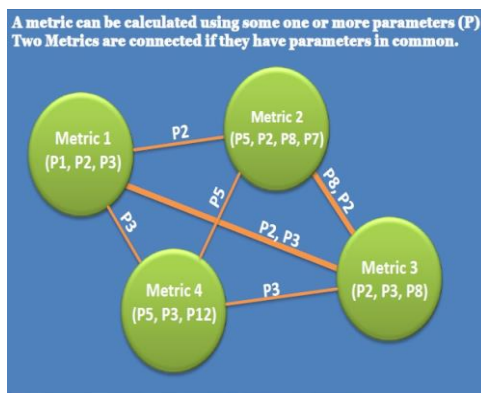 A metric can be calculated using some one or more parameters (P)
Two Metrics are connected if they have parameters in common.
Metric 1
(P1, P2, P3)
P2
Metric 2
(P5, P2, P8, P7)
P3
P5
P8, P2
P2, P3
Metric 4
(P5, P3, P12)
P3
Metric 3
(P2, P3, P8)